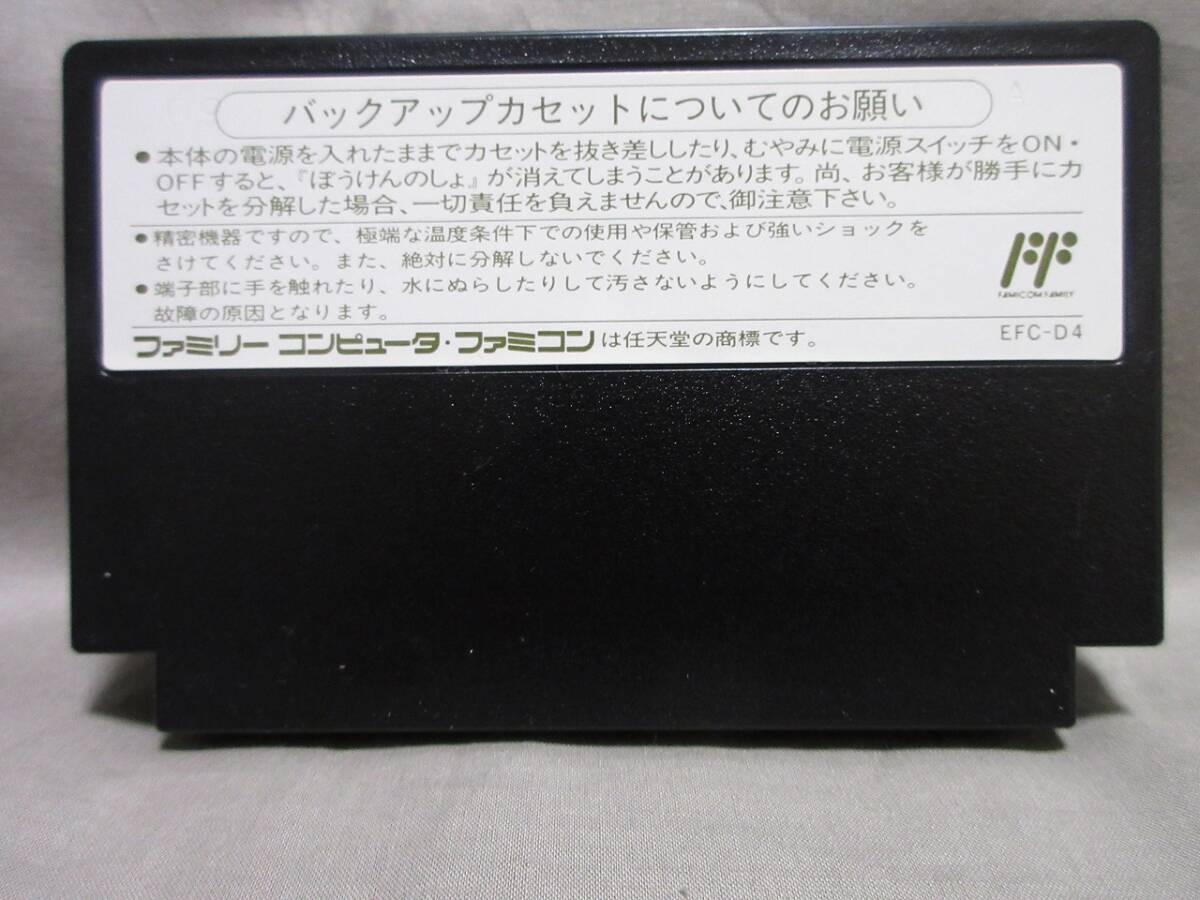 バックアップカセットについてのお願い
●本体の電源を入れたままでカセットを抜き差ししたり、むやみに電源スイッチをON・
OFFすると、『ぼうけんのしょ』が消えてしまうことがあります。尚、お客様が勝手にカ
セットを分解した場合、一切責任を負えませんので、御注意下さい。
●精密機器ですので、極端な温度条件下での使用や保管および強いショックを
さけてください。また、絶対に分解しないでください。
●端子部に手を触れたり、水にぬらしたりして汚さないようにしてください。
故障の原因となります。
FAMICOM FAMILY
ファミリー コンピュータ・ファミコンは任天堂の商標です。
EFC-D4